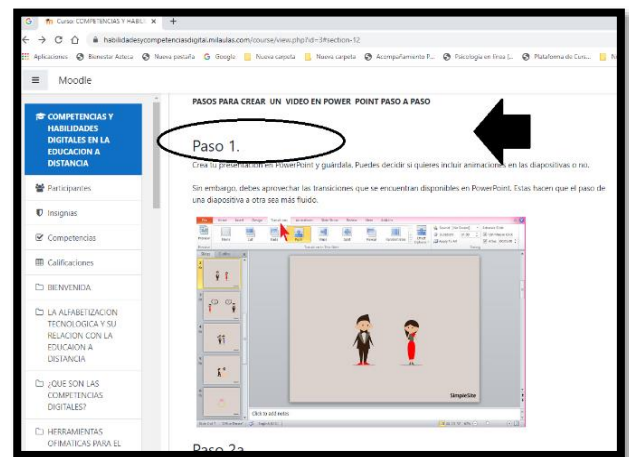 Curso: COMPETENCIAS Y HABILI
habilidadesycompetenciasdigital.milaulas.com/course/view.php?id=3#section-12
Aplicaciones
Bienestar Azteca
Nueva pestaña
Google
Nueva carpeta
Nueva carpeta
Acompañamiento P...
Psicología en línea (...
Plataforma de Curs...
Moodle
COMPETENCIAS Y
HABILIDADES
DIGITALES EN LA
EDUCACION A
DISTANCIA
Participantes
Insignias
Competencias
Calificaciones
BIENVENIDA
LA ALFABETIZACION
TECNOLOGICA Y SU
RELACION CON LA
EDUCAION A
DISTANCIA
¿QUE SON LAS
COMPETENCIAS
DIGITALES?
HERRAMIENTAS
OFIMATICAS PARA EL
PASOS PARA CREAR UN VIDEO EN POWER POINT PASO A PASO
Paso 1.
Crea tu presentación en PowerPoint y guárdala. Puedes decidir si quieres incluir animaciones en las diapositivas o no.
Sin embargo, debes aprovechar las transiciones que se encuentran disponibles en PowerPoint. Estas hacen que el paso de
una diapositiva a otra sea más fluido.
SimpleSite
Click to add notes
Paso 2a